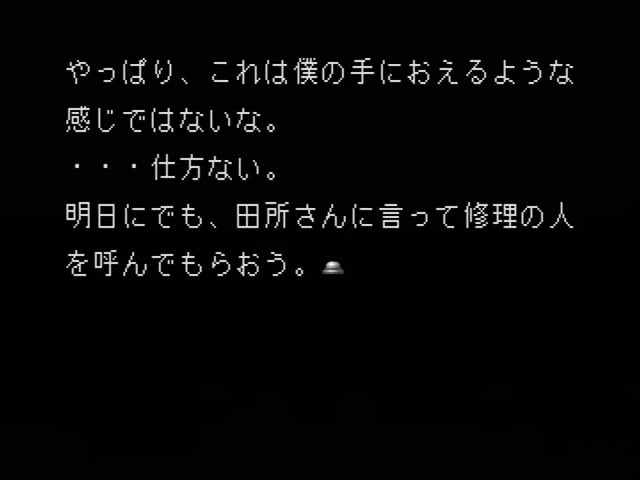 やっぱり、これは僕の手におえるような
感じではないな。
・・・仕方ない。
明日にでも、田所さんに言って修理の人
を呼んでもらおう。